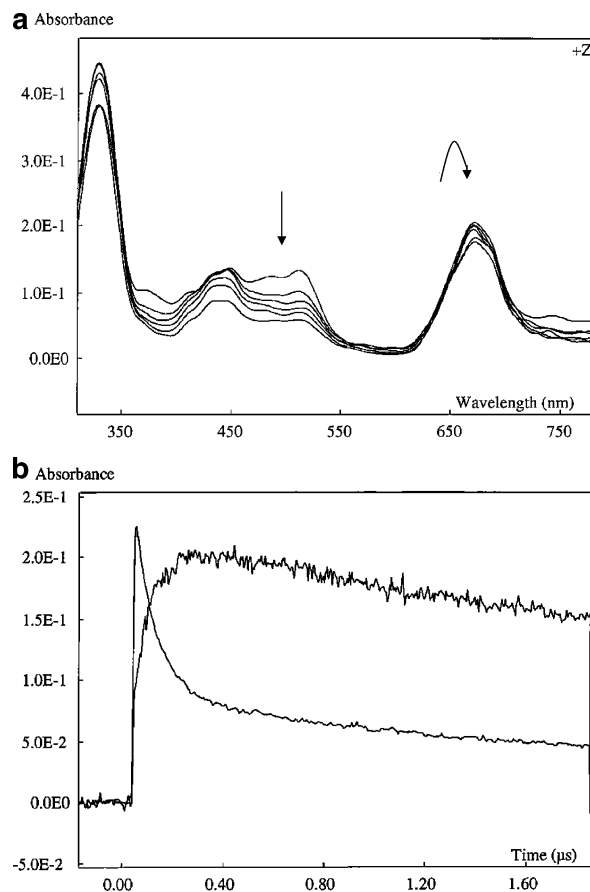 a Absorbance
+Z
4.0E-1
3.0E-1
2.0E-1
1.0E-1
0.0E0
Wavelength (nm)
350 450 550 650 750
b Absorbance
2.5E-1
2.0E-1
1.5E-1
1.0E-1
5.0E-2
0.0E0
-5.0E-2
Time (μs)
0.00 0.40 0.80 1.20 1.60